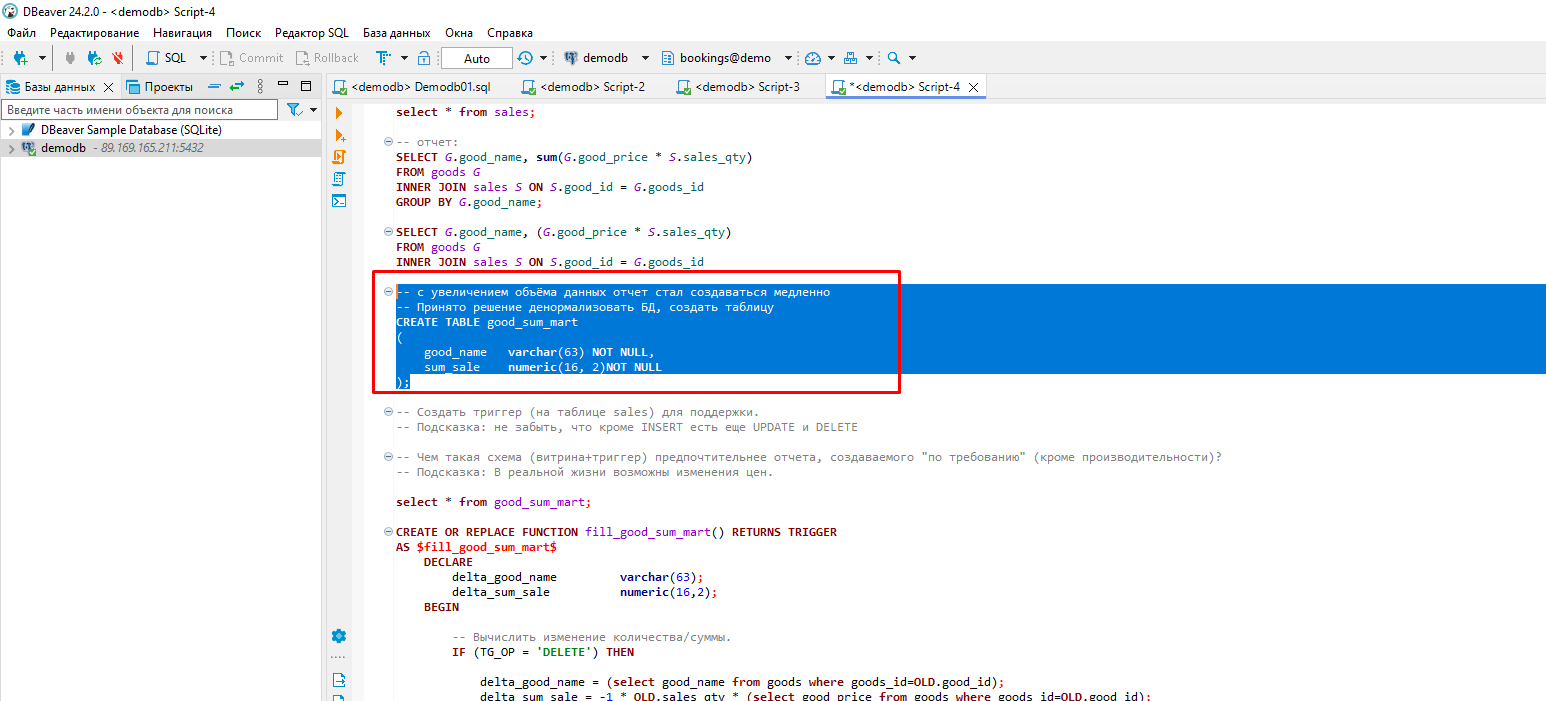 DBeaver 24.2.0 - <demodb> Script-4
Файл Редактирование Навигация Поиск Редактор SQL База данных Окна Справка
SQL Commit Rollback Auto demodb bookings@demo
Базы данных Проекты
<demodb> Demodb01.sql <demodb> Script-2 <demodb> Script-3 *<demodb> Script-4
Введите часть имени объекта для поиска
DBeaver Sample Database (SQLite)
demodb - 89.169.165.211:5432
select * from sales;
-- отчет:
SELECT G.good_name, sum(G.good_price * S.sales_qty)
FROM goods G
INNER JOIN sales S ON S.good_id = G.goods_id
GROUP BY G.good_name;
SELECT G.good_name, (G.good_price * S.sales_qty)
FROM goods G
INNER JOIN sales S ON S.good_id = G.goods_id
-- с увеличением объёма данных отчет стал создаваться медленно
-- Принято решение денормализовать БД, создать таблицу
CREATE TABLE good_sum_mart
(
good_name varchar(63) NOT NULL,
sum_sale numeric(16, 2)NOT NULL
);
-- Создать триггер (на таблице sales) для поддержки.
-- Подсказка: не забыть, что кроме INSERT есть еще UPDATE и DELETE
-- Чем такая схема (витрина+триггер) предпочтительнее отчета, создаваемого "по требованию" (кроме производительности)?
-- Подсказка: В реальной жизни возможны изменения цен.
select * from good_sum_mart;
CREATE OR REPLACE FUNCTION fill_good_sum_mart() RETURNS TRIGGER
AS $fill_good_sum_mart$
DECLARE
delta_good_name varchar(63);
delta_sum_sale numeric(16,2);
BEGIN
-- Вычислить изменение количества/суммы.
IF (TG_OP = 'DELETE') THEN
delta_good_name = (select good_name from goods where goods_id=OLD.good_id);
delta_sum_sale = -1 * OLD.sales_qty * (select good_price from goods where goods_id=OLD.good_id);